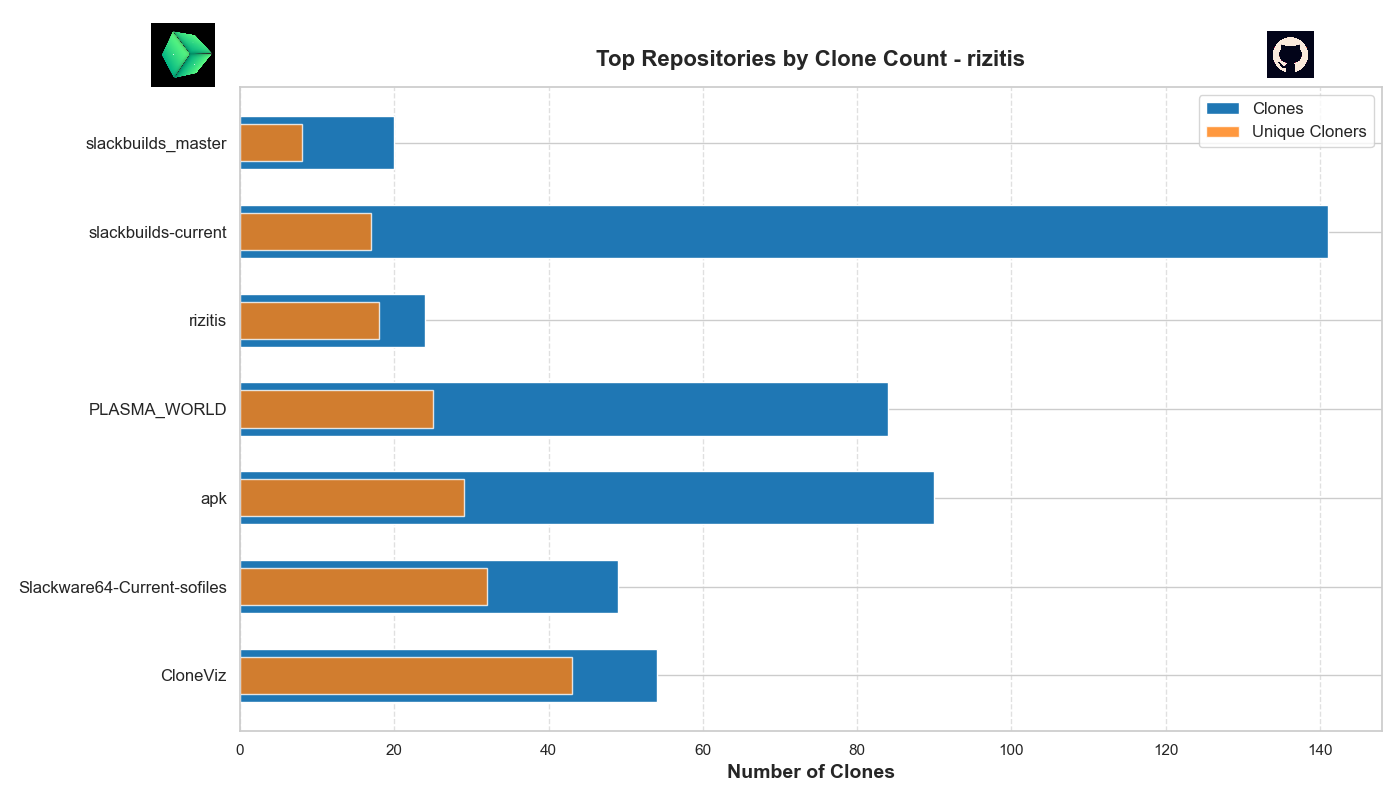 Top Repositories by Clone Count - rizitis
Clones
Unique Cloners
slackbuilds_master
slackbuilds-current
rizitis
PLASMA_WORLD
apk
Slackware64-Current-sofiles
CloneViz
0 20 40 60 80 100 120 140
Number of Clones